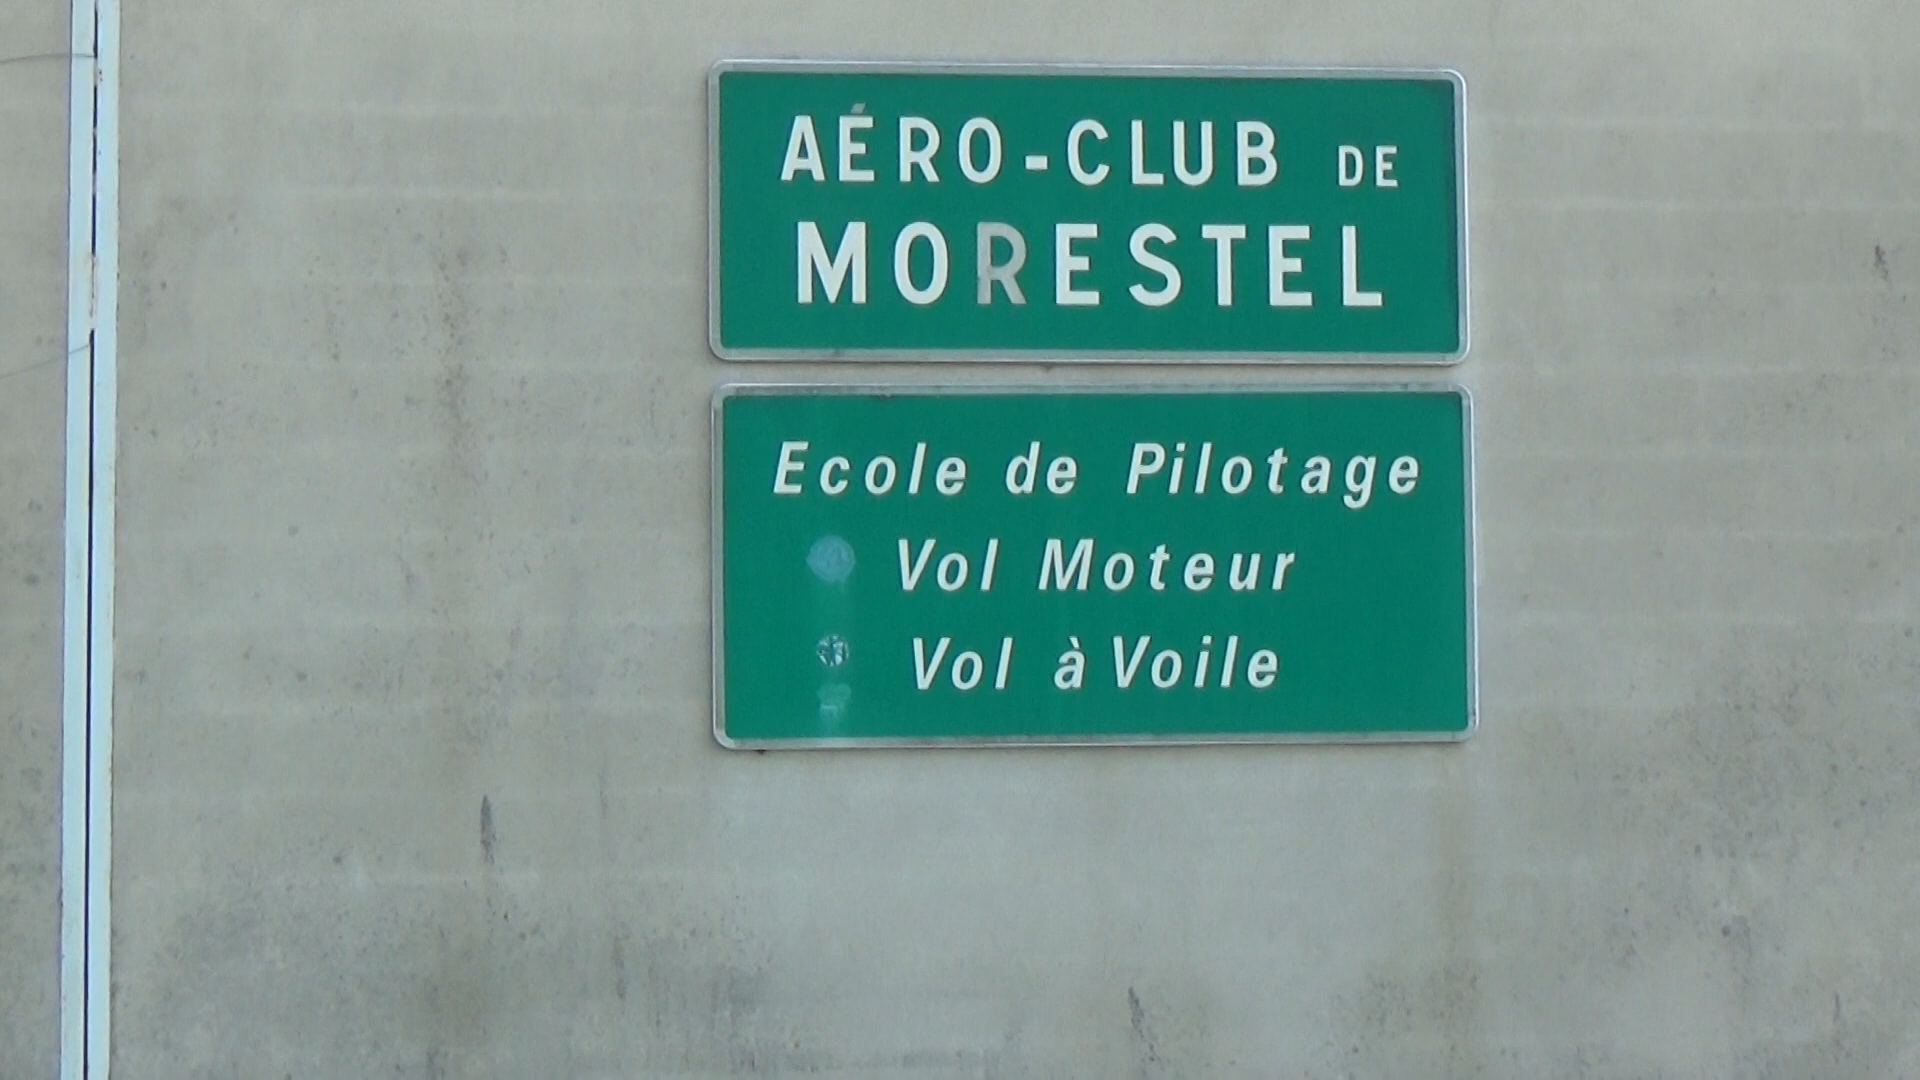 AÉRO-CLUB DE
MORESTEL
Ecole de Pilotage
Vol Moteur
Vol à Voile